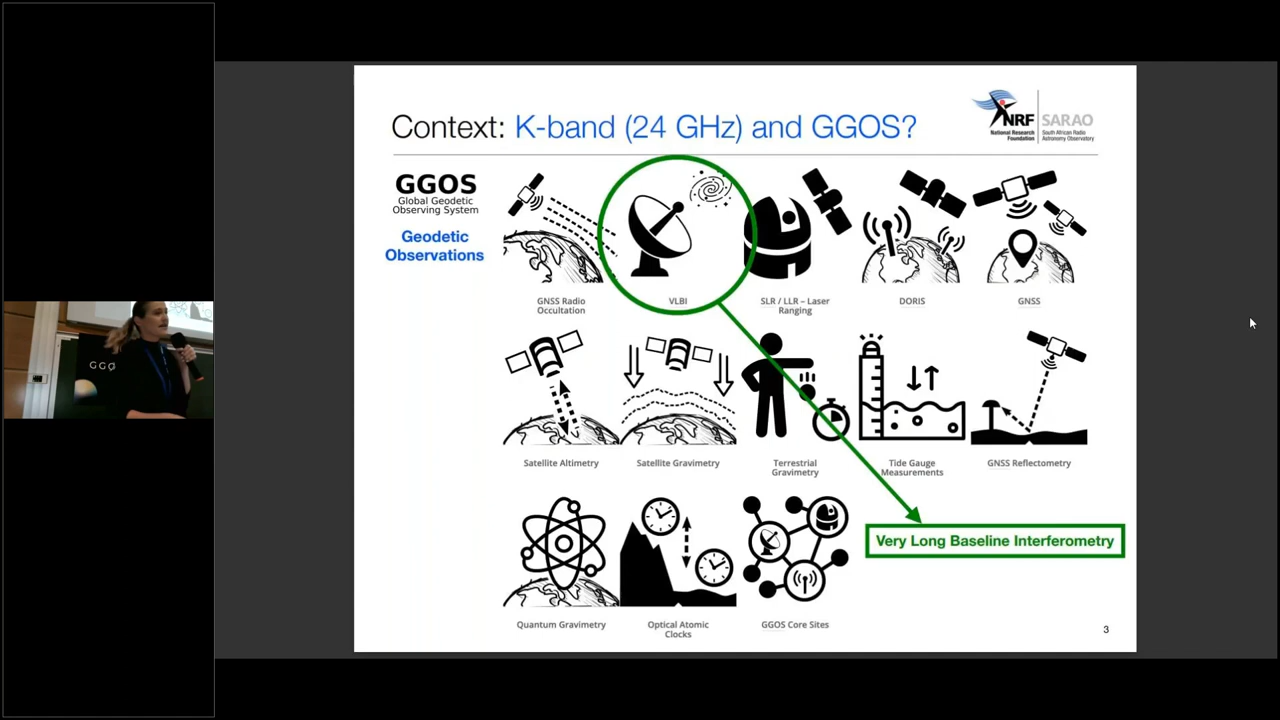 Context: K-band (24 GHz) and GGOS?
NRF
National Research
Foundation
SARAO
South African Radio
Astronomy Observatory
GGOS
Global Geodetic
Observing System
Geodetic
Observations
GNSS Radio
Occultation
VLBI
SLR / LLR – Laser
Ranging
DORIS
GNSS
Satellite Altimetry
Satellite Gravimetry
Terrestrial
Gravimetry
Tide Gauge
Measurements
GNSS Reflectometry
Very Long Baseline Interferometry
Quantum Gravimetry
Optical Atomic
Clocks
GGOS Core Sites
3